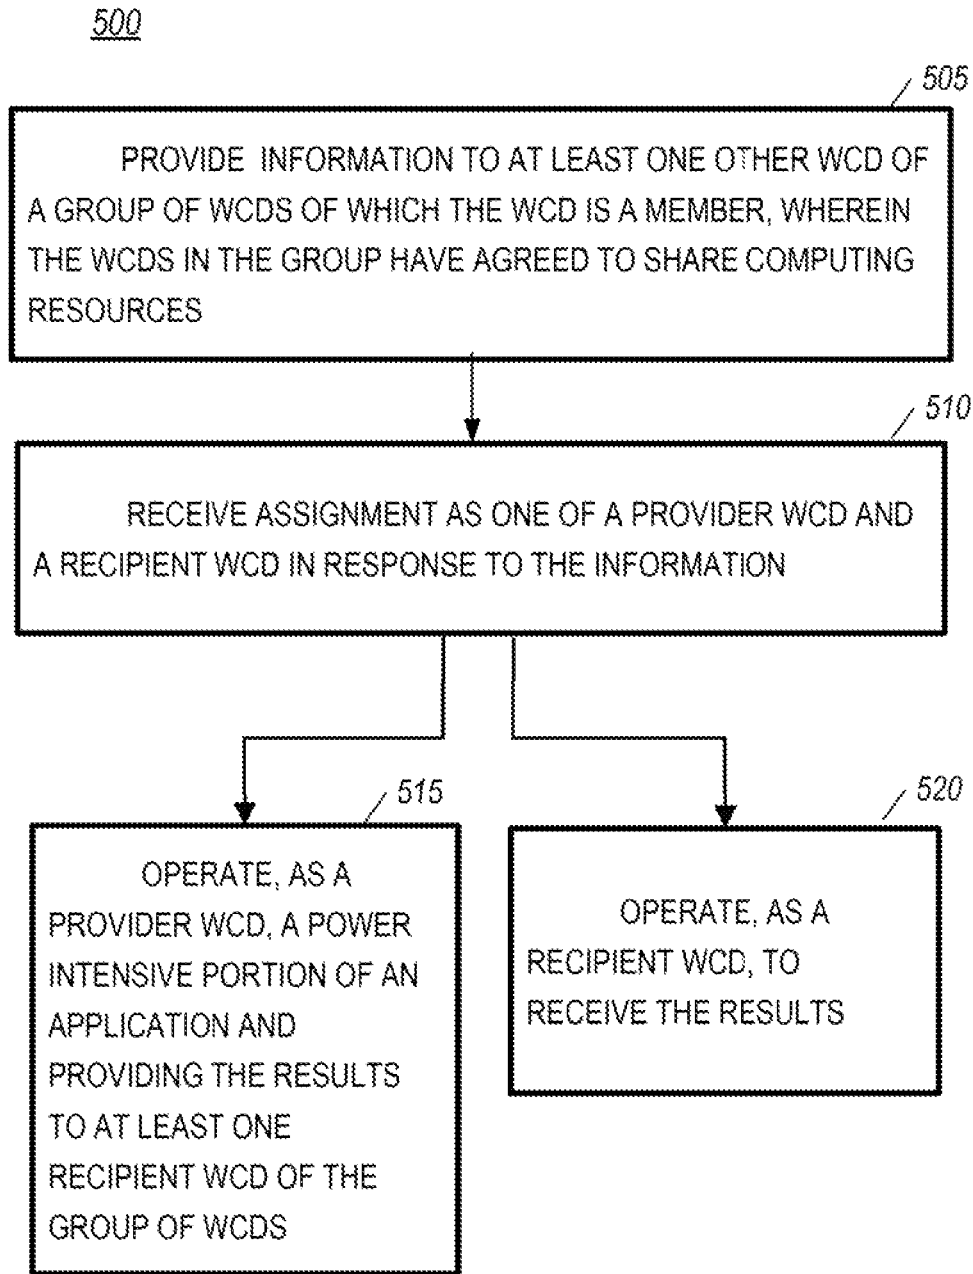 500
505
PROVIDE INFORMATION TO AT LEAST ONE OTHER WCD OF
A GROUP OF WCDS OF WHICH THE WCD IS A MEMBER, WHEREIN
THE WCDS IN THE GROUP HAVE AGREED TO SHARE COMPUTING
RESOURCES
510
RECEIVE ASSIGNMENT AS ONE OF A PROVIDER WCD AND
A RECIPIENT WCD IN RESPONSE TO THE INFORMATION
515
OPERATE, AS A
PROVIDER WCD, A POWER
INTENSIVE PORTION OF AN
APPLICATION AND
PROVIDING THE RESULTS
TO AT LEAST ONE
RECIPIENT WCD OF THE
GROUP OF WCDS
520
OPERATE, AS A
RECIPIENT WCD, TO
RECEIVE THE RESULTS